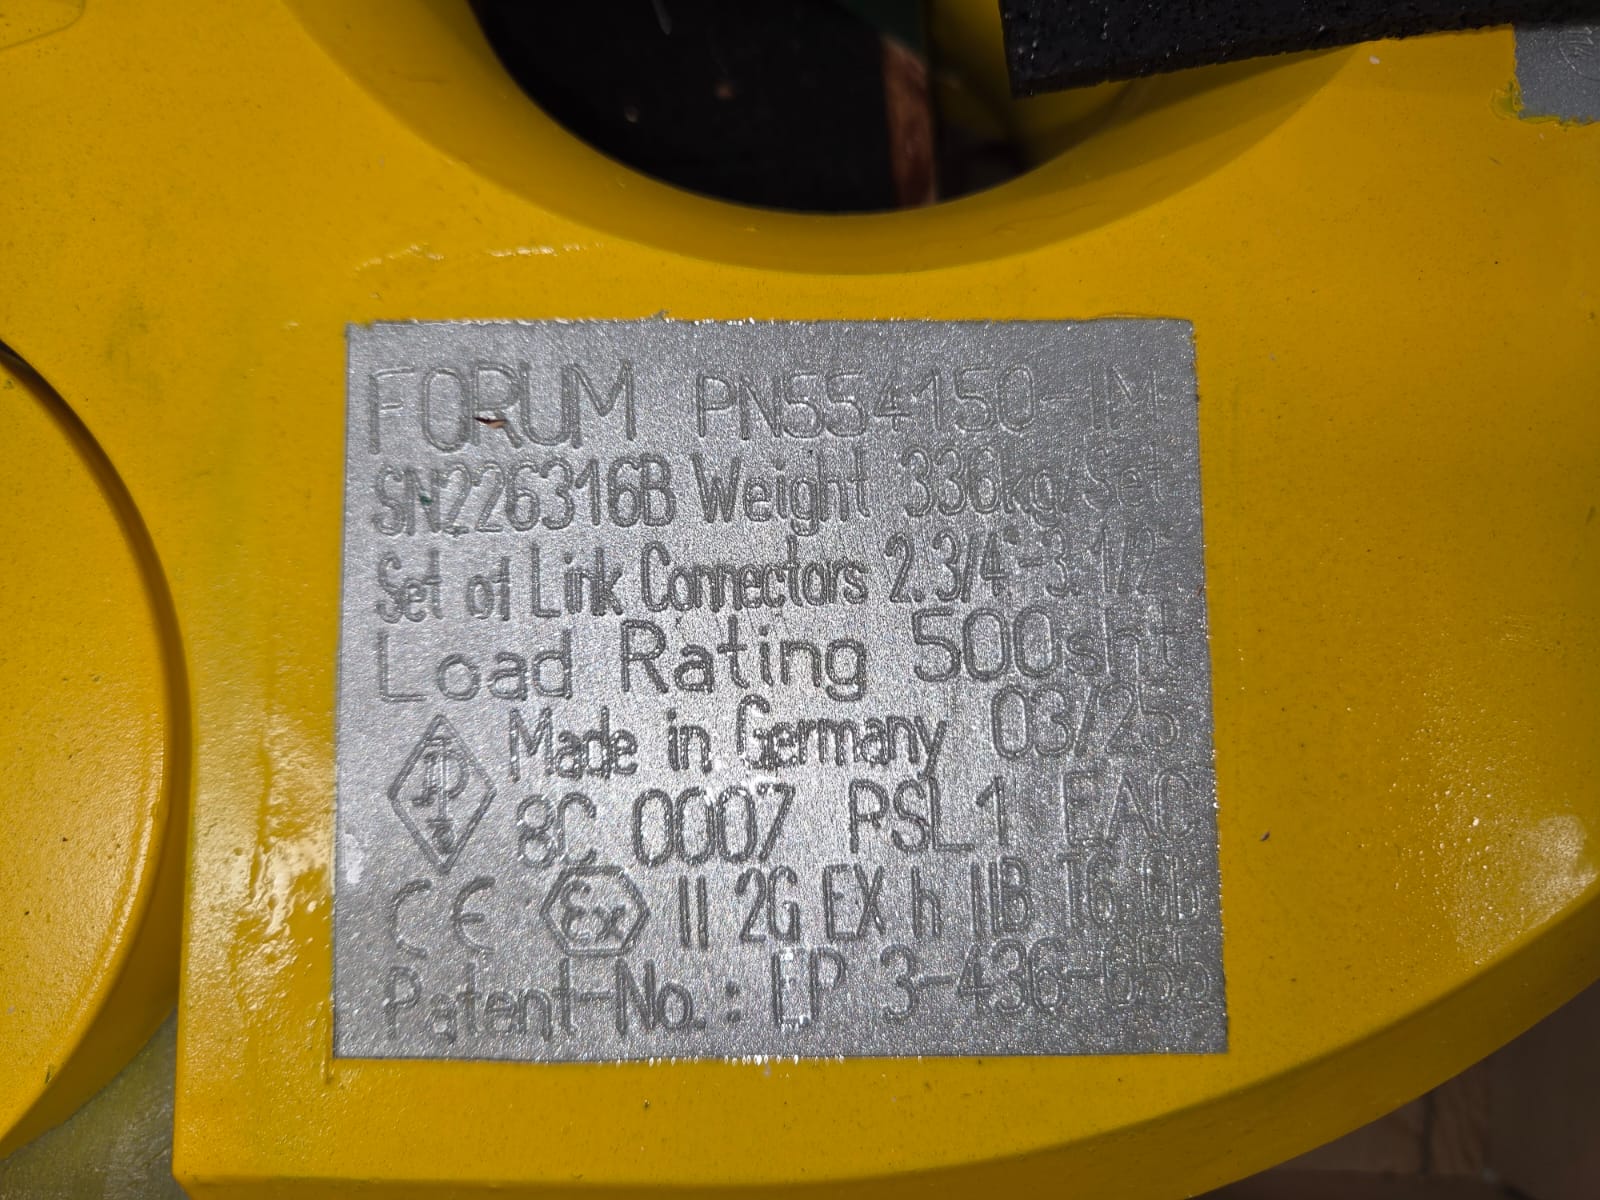 FORUM PN554150-1M
SN226316B Weight 336kg/Set
Set of Link Connectors 2.3/4"-3.1/2"
Load Rating 500sht
Made in Germany 03/25
8C 0007 PSL1 EAC
CE Ex II 2G EX h IIB T6 Gb
Patent-No.: EP 3-436-655